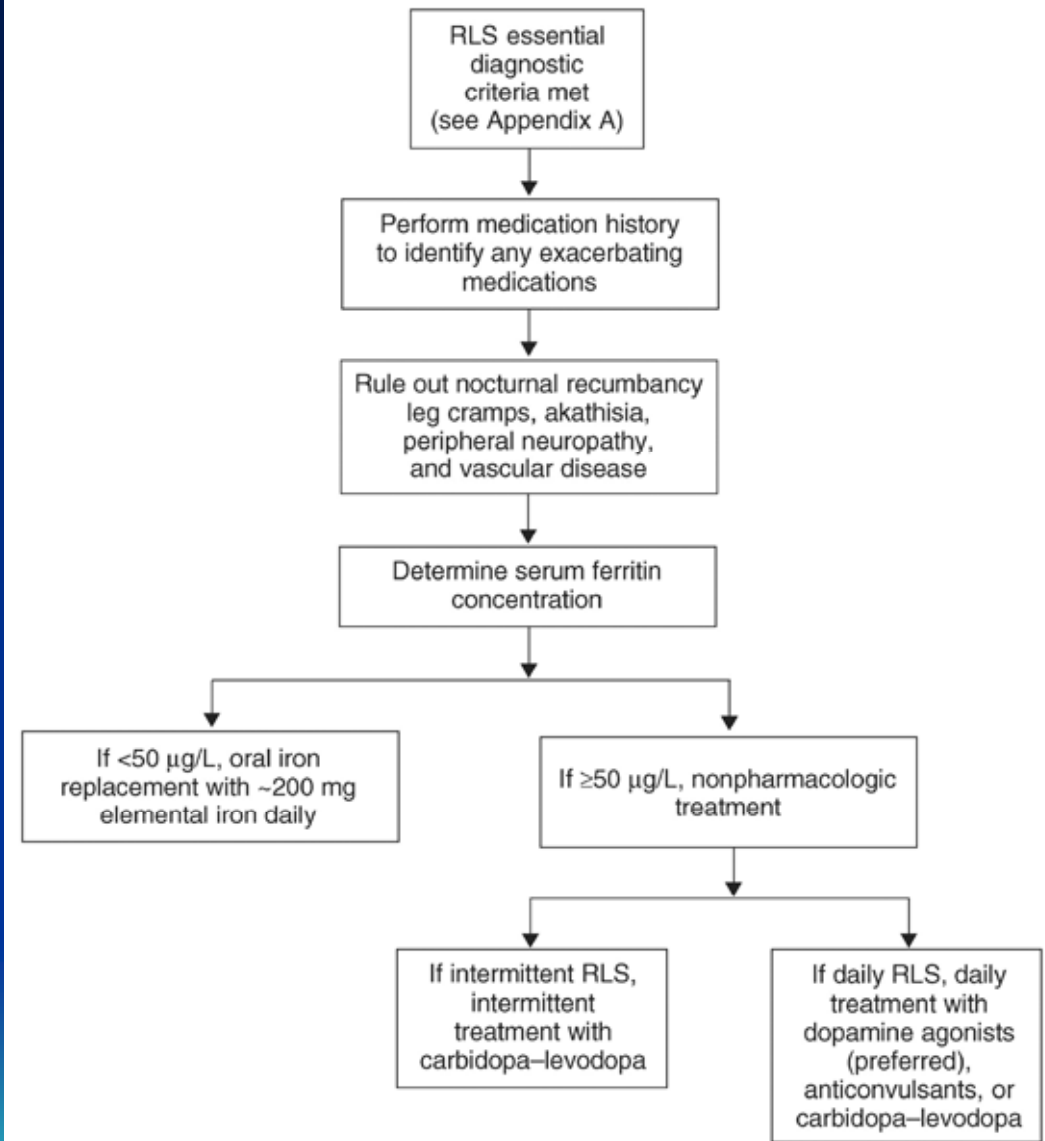 RLS essential
diagnostic
criteria met
(see Appendix A)
Perform medication history
to identify any exacerbating
medications
Rule out nocturnal recumbancy
leg cramps, akathisia,
peripheral neuropathy,
and vascular disease
Determine serum ferritin
concentration
If <50 μg/L, oral iron
replacement with ~200 mg
elemental iron daily
If ≥50 μg/L, nonpharmacologic
treatment
If intermittent RLS,
intermittent
treatment with
carbidopa–levodopa
If daily RLS, daily
treatment with
dopamine agonists
(preferred),
anticonvulsants, or
carbidopa–levodopa